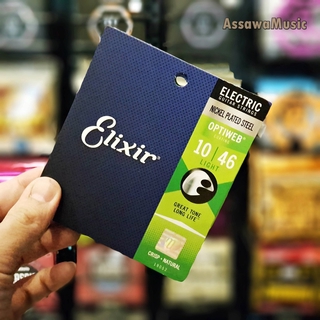 AssawaMusic
Elixir
ELECTRIC
GUITAR STRINGS
NICKEL PLATED STEEL
OPTIWEB
10 46
LIGHT
GREAT TONE
LONG LIFE
CRISP · NATURAL